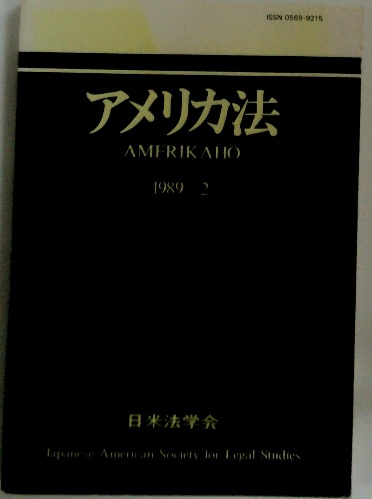 ISSN 0569-9215
アメリカ法
AMERIKAHO
1989 2
日米法学会
Japanese American Society for Legal Studies